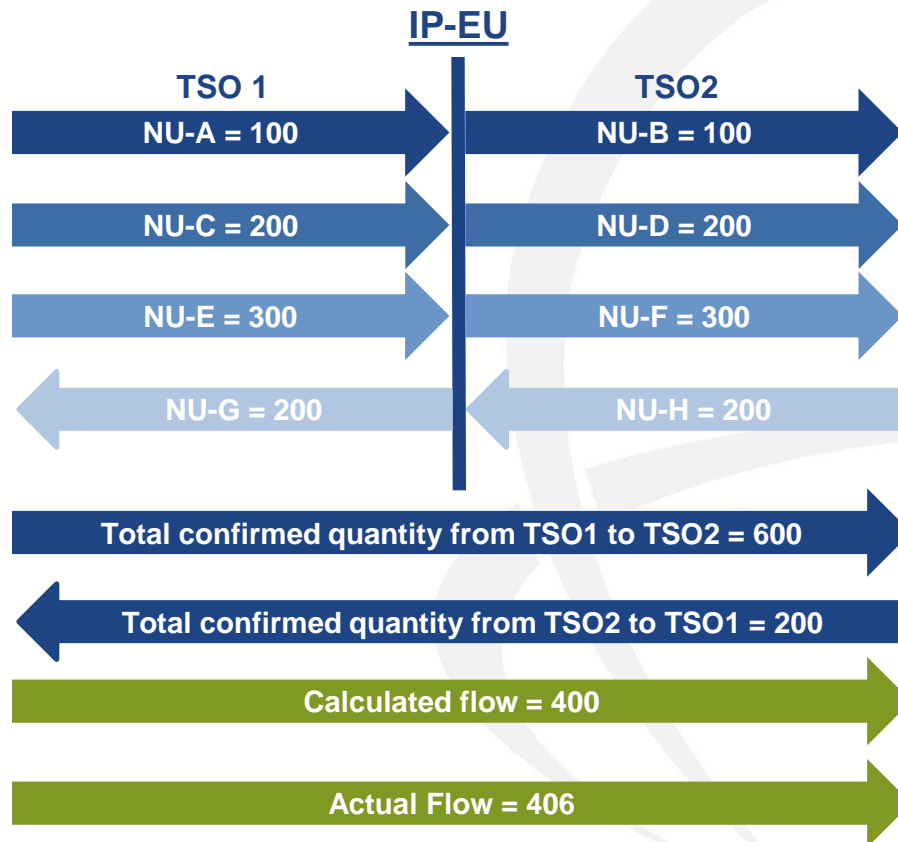 IP-EU
TSO 1 TSO2
NU-A = 100 NU-B = 100
NU-C = 200 NU-D = 200
NU-E = 300 NU-F = 300
NU-G = 200 NU-H = 200
Total confirmed quantity from TSO1 to TSO2 = 600
Total confirmed quantity from TSO2 to TSO1 = 200
Calculated flow = 400
Actual Flow = 406